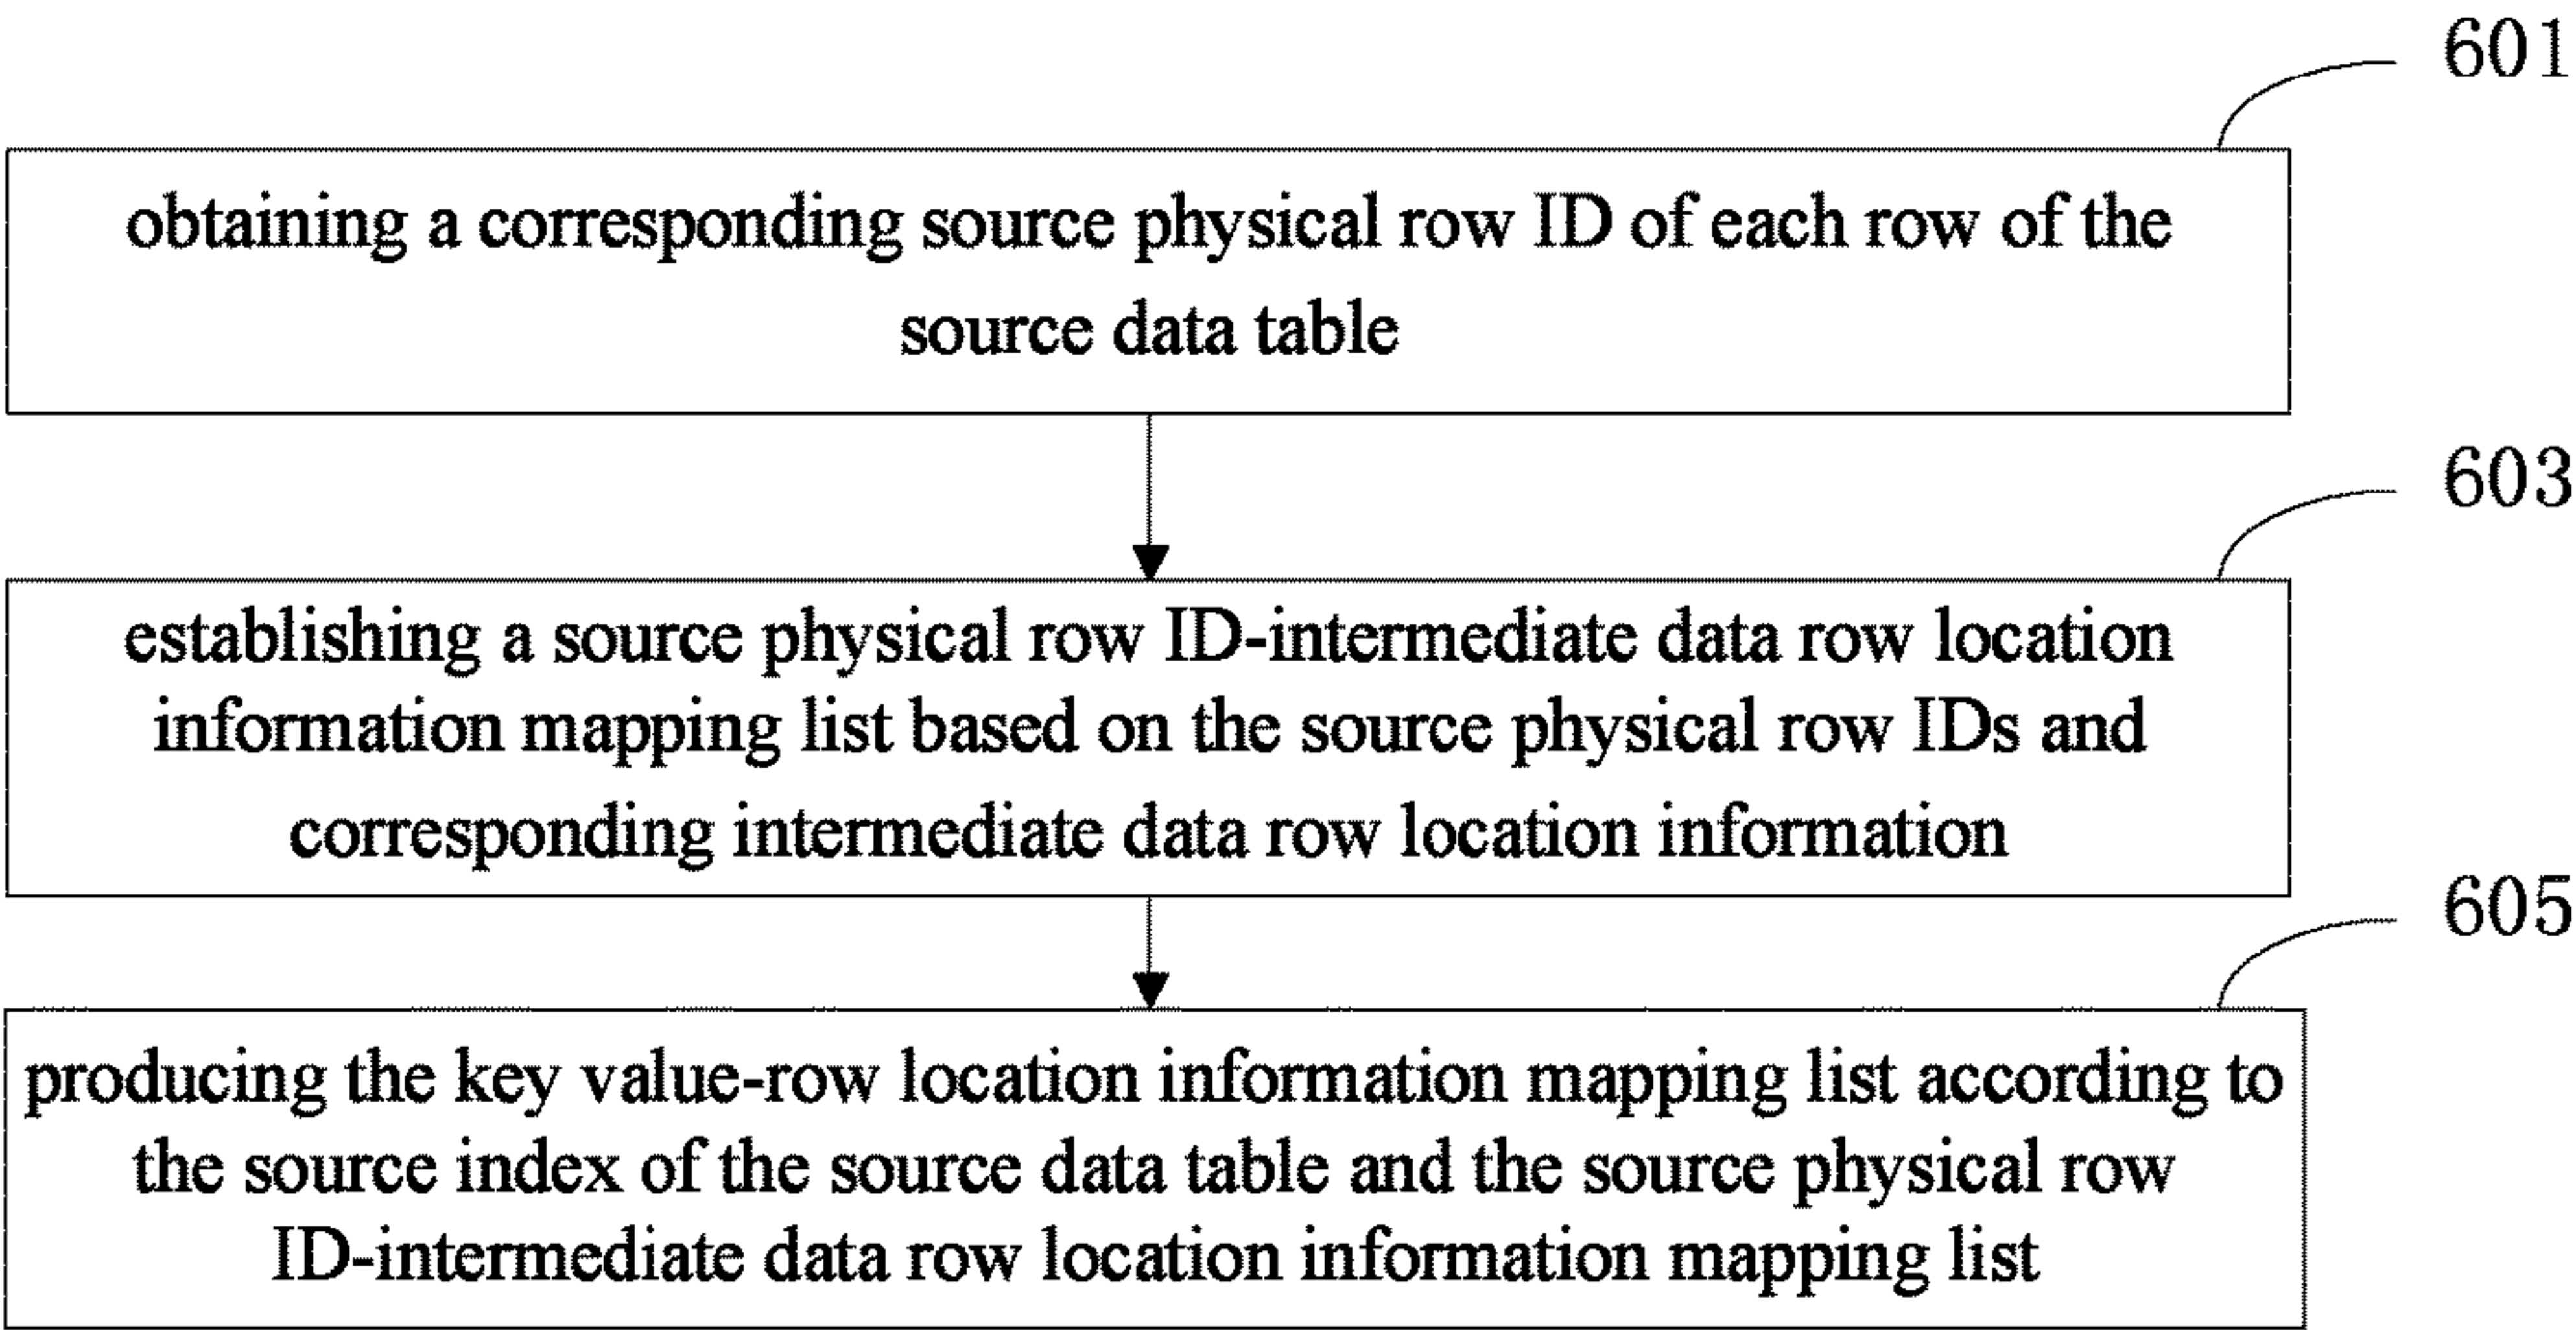 601
obtaining a corresponding source physical row ID of each row of the
source data table
603
establishing a source physical row ID-intermediate data row location
information mapping list based on the source physical row IDs and
corresponding intermediate data row location information
605
producing the key value-row location information mapping list according to
the source index of the source data table and the source physical row
ID-intermediate data row location information mapping list